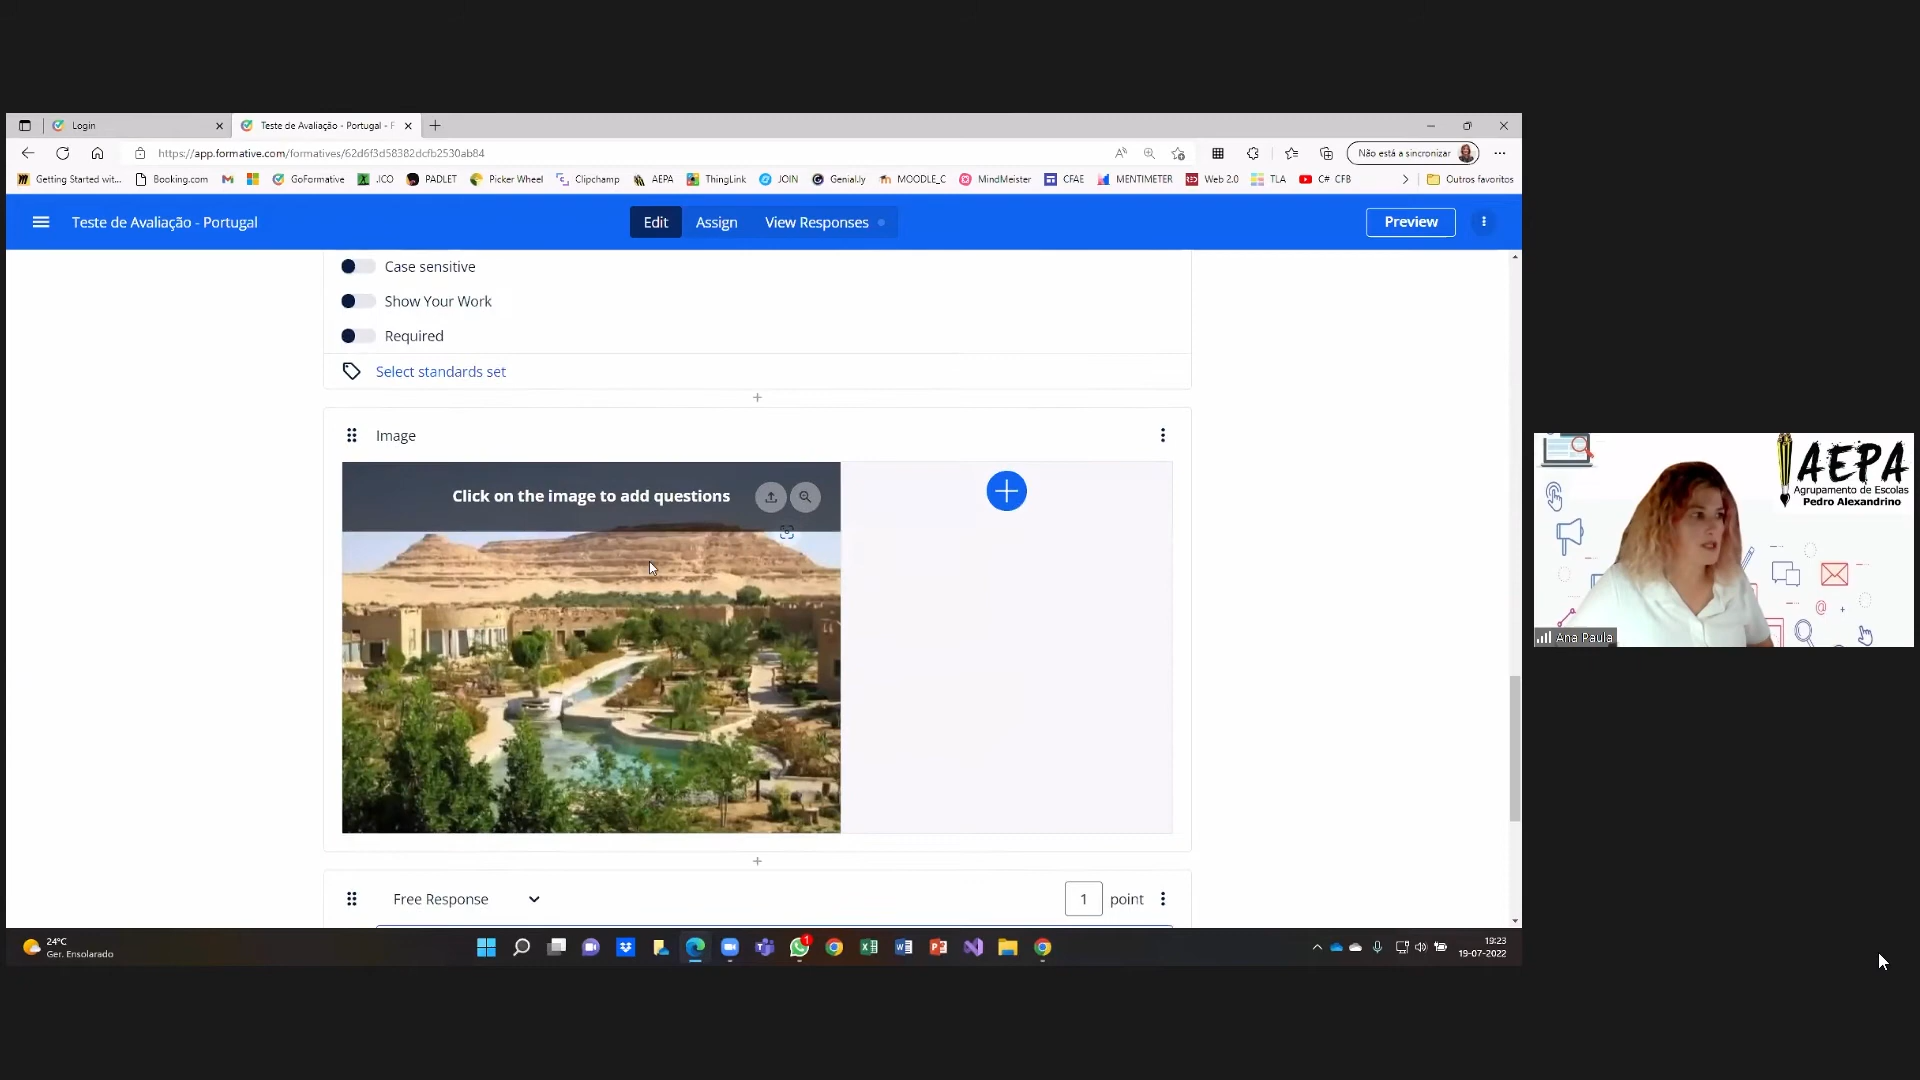 Login
Teste de Avaliação - Portugal - F
https://app.formative.com/formatives/62d6f3d58382dcfb2530ab84
Não está a sincronizar
Getting Started wit...
Booking.com
GoFormative
JCO
PADLET
Picker Wheel
Clipchamp
AEPA
ThingLink
JOIN
Genially
MOODLE_C
MindMeister
CFAE
MENTIMETER
Web 2.0
TLA
C# CFB
Outros favoritos
Teste de Avaliação - Portugal
Edit
Assign
View Responses
Preview
Case sensitive
Show Your Work
Required
Select standards set
Image
Click on the image to add questions
Free Response
1
point
24°C
Ger. Ensolarado
19:23
19-07-2022
AEPA
Agrupamento de Escolas
Pedro Alexandrino
Ana Paula